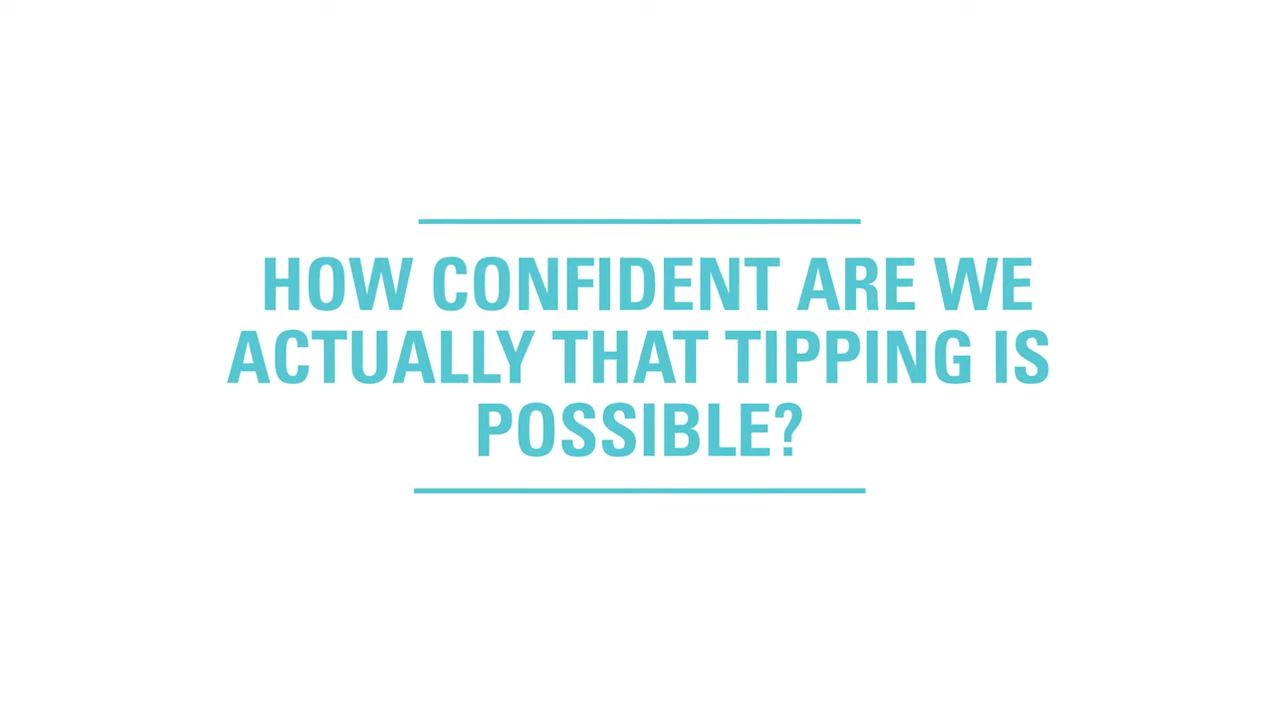 HOW CONFIDENT ARE WE
ACTUALLY THAT TIPPING IS
POSSIBLE?